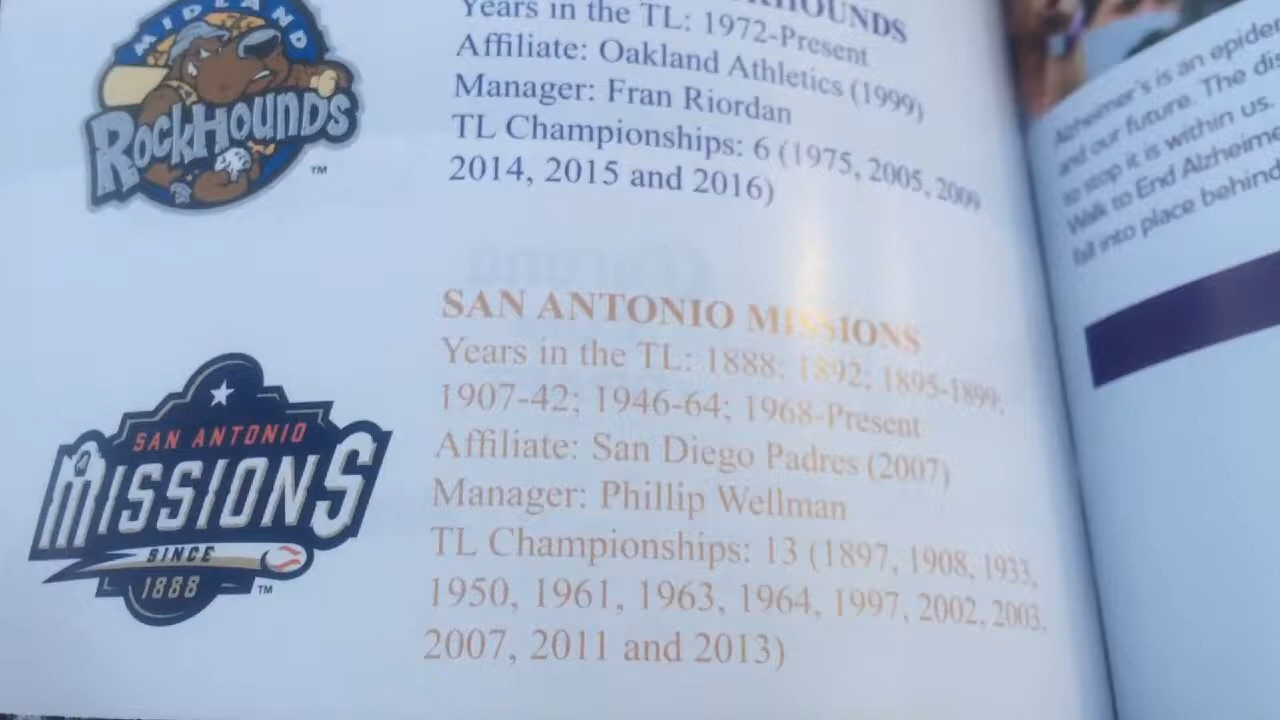 MIDLAND
ROCKHOUNDS
TM
Years in the TL: 1972-Present
Affiliate: Oakland Athletics (1999)
Manager: Fran Riordan
TL Championships: 6 (1975, 2005, 2009
2014, 2015 and 2016)
SAN ANTONIO MISSIONS
Years in the TL: 1888; 1892; 1895-1899;
1907-42; 1946-64; 1968-Present
Affiliate: San Diego Padres (2007)
Manager: Phillip Wellman
TL Championships: 13 (1897, 1908, 1933,
1950, 1961, 1963, 1964, 1997, 2002, 2003,
2007, 2011 and 2013)
SAN ANTONIO
MISSIONS
SINCE
1888
TM
Alzheimer's is an
and our future. The
to stop it is within us.
Walk to End
fall into place behind